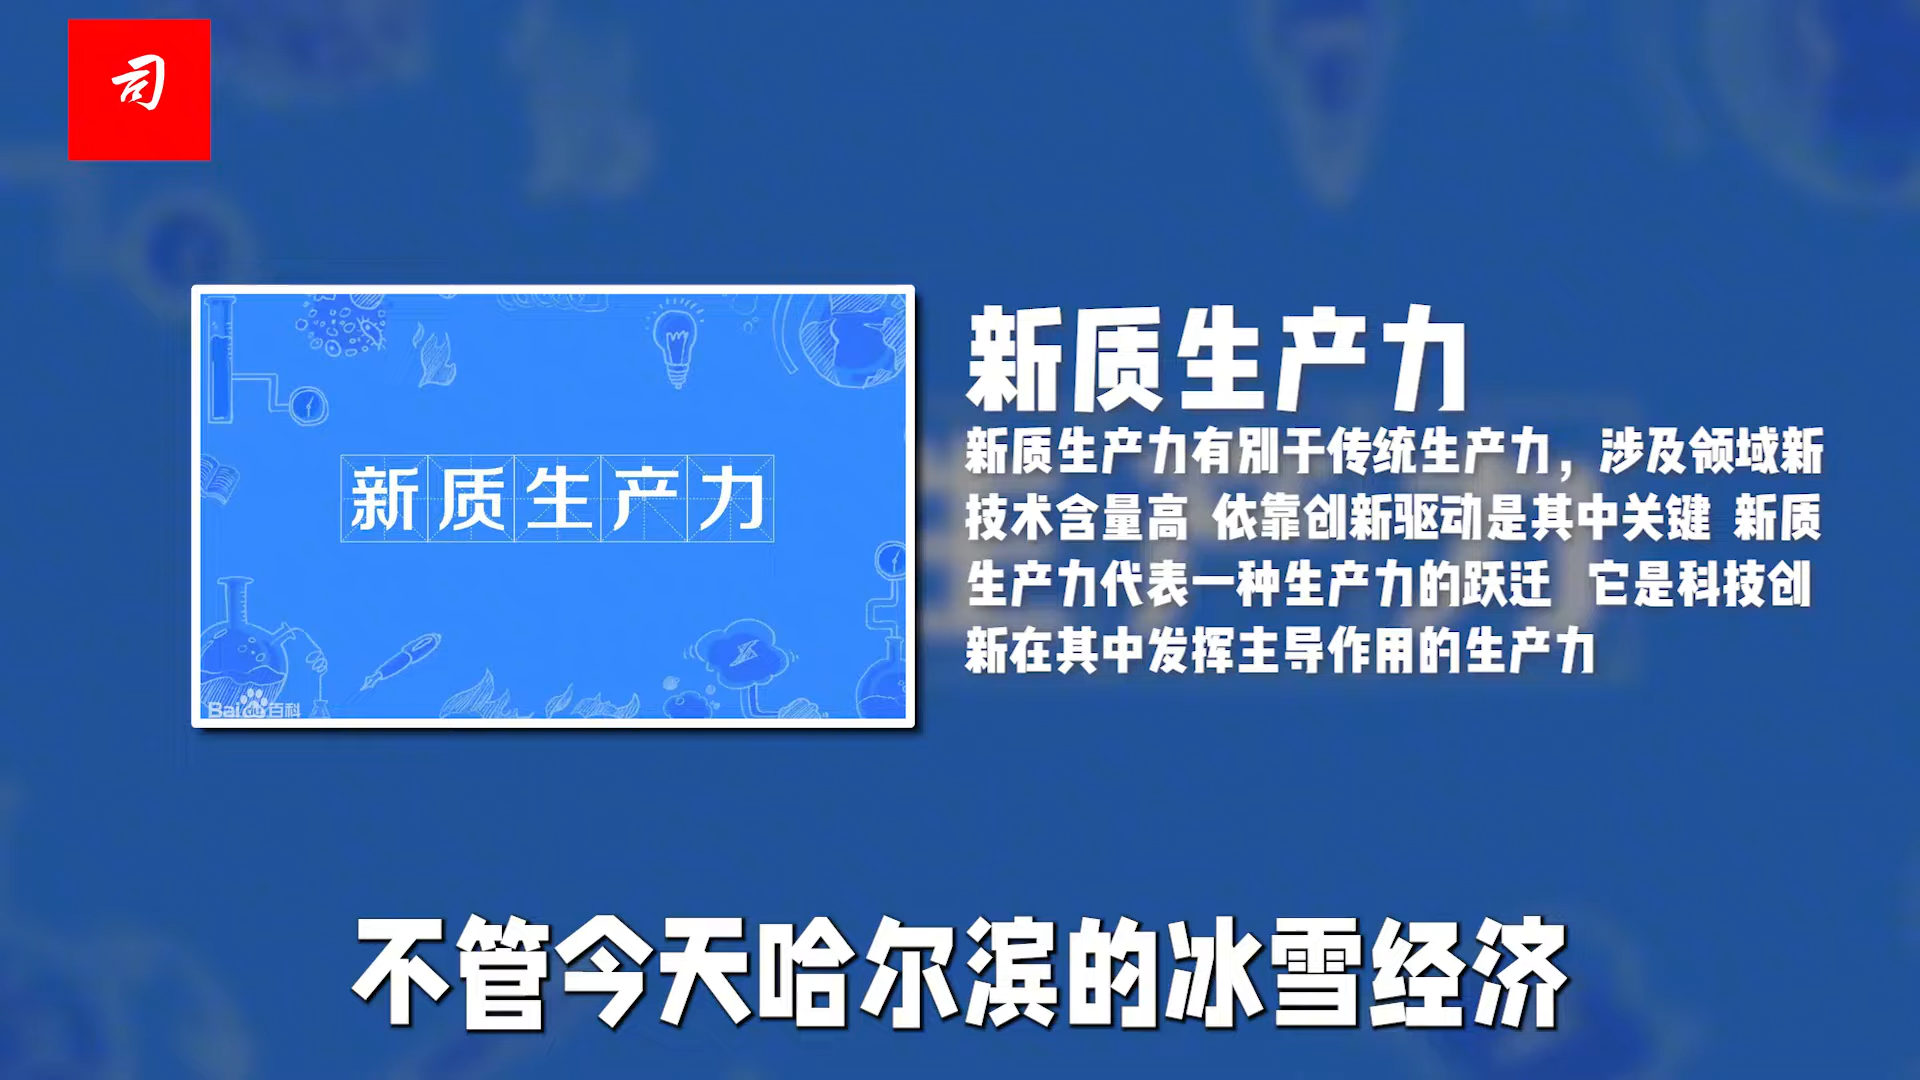 司
新质生产力
Baidu百科
新质生产力
新质生产力有别于传统生产力，涉及领域新
技术含量高 依靠创新驱动是其中关键 新质
生产力代表一种生产力的跃迁 它是科技创
新在其中发挥主导作用的生产力
不管今天哈尔滨的冰雪经济